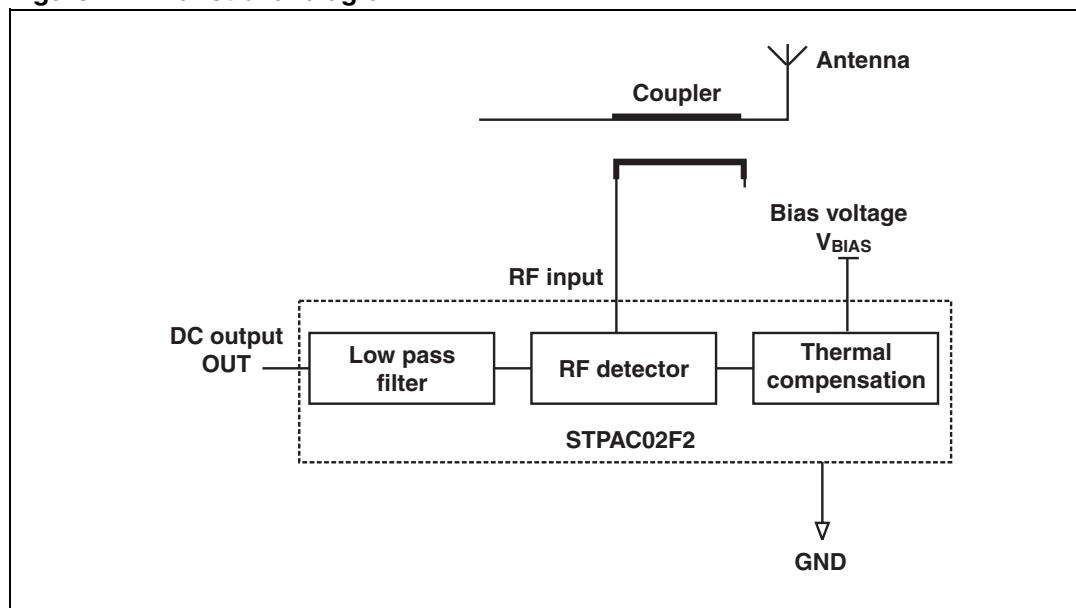 Antenna
Coupler
Bias voltage
VBIAS
RF input
DC output
OUT
Low pass
filter
RF detector
Thermal
compensation
STPAC02F2
GND